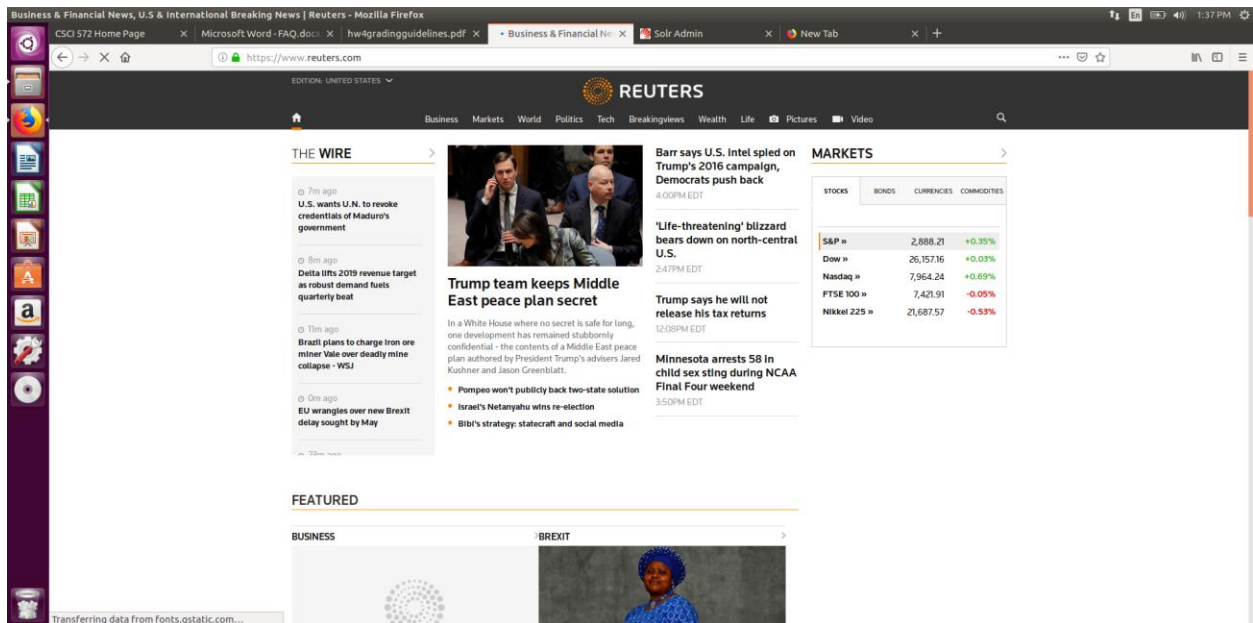 Business & Financial News, U.S & International Breaking News | Reuters - Mozilla Firefox
En
1:37 PM
CSCI 572 Home Page
Microsoft Word - FAQ.docx
hw4gradingguidelines.pdf
Business & Financial Ne
Solr Admin
New Tab
https://www.reuters.com
EDITION: UNITED STATES
REUTERS
Business Markets World Politics Tech Breakingviews Wealth Life Pictures Video
THE WIRE
7m ago
U.S. wants U.N. to revoke
credentials of Maduro's
government
8m ago
Delta lifts 2019 revenue target
as robust demand fuels
quarterly beat
11m ago
Brazil plans to charge iron ore
miner Vale over deadly mine
collapse - WSJ
0m ago
EU wrangles over new Brexit
delay sought by May
Trump team keeps Middle
East peace plan secret
In a White House where no secret is safe for long,
one development has remained stubbornly
confidential - the contents of a Middle East peace
plan authored by President Trump's advisers Jared
Kushner and Jason Greenblatt.
Pompeo won't publicly back two-state solution
Israel's Netanyahu wins re-election
Bibi's strategy: statecraft and social media
Barr says U.S. intel spied on
Trump's 2016 campaign,
Democrats push back
4:00PM EDT
'Life-threatening' blizzard
bears down on north-central
U.S.
2:47PM EDT
Trump says he will not
release his tax returns
12:08PM EDT
Minnesota arrests 58 in
child sex sting during NCAA
Final Four weekend
3:50PM EDT
MARKETS
STOCKS BONDS CURRENCIES COMMODITIES
S&P » 2,888.21 +0.35%
Dow » 26,157.16 +0.03%
Nasdaq » 7,964.24 +0.69%
FTSE 100 » 7,421.91 -0.05%
Nikkei 225 » 21,687.57 -0.53%
FEATURED
BUSINESS
BREXIT
Transferring data from fonts.gstatic.com...